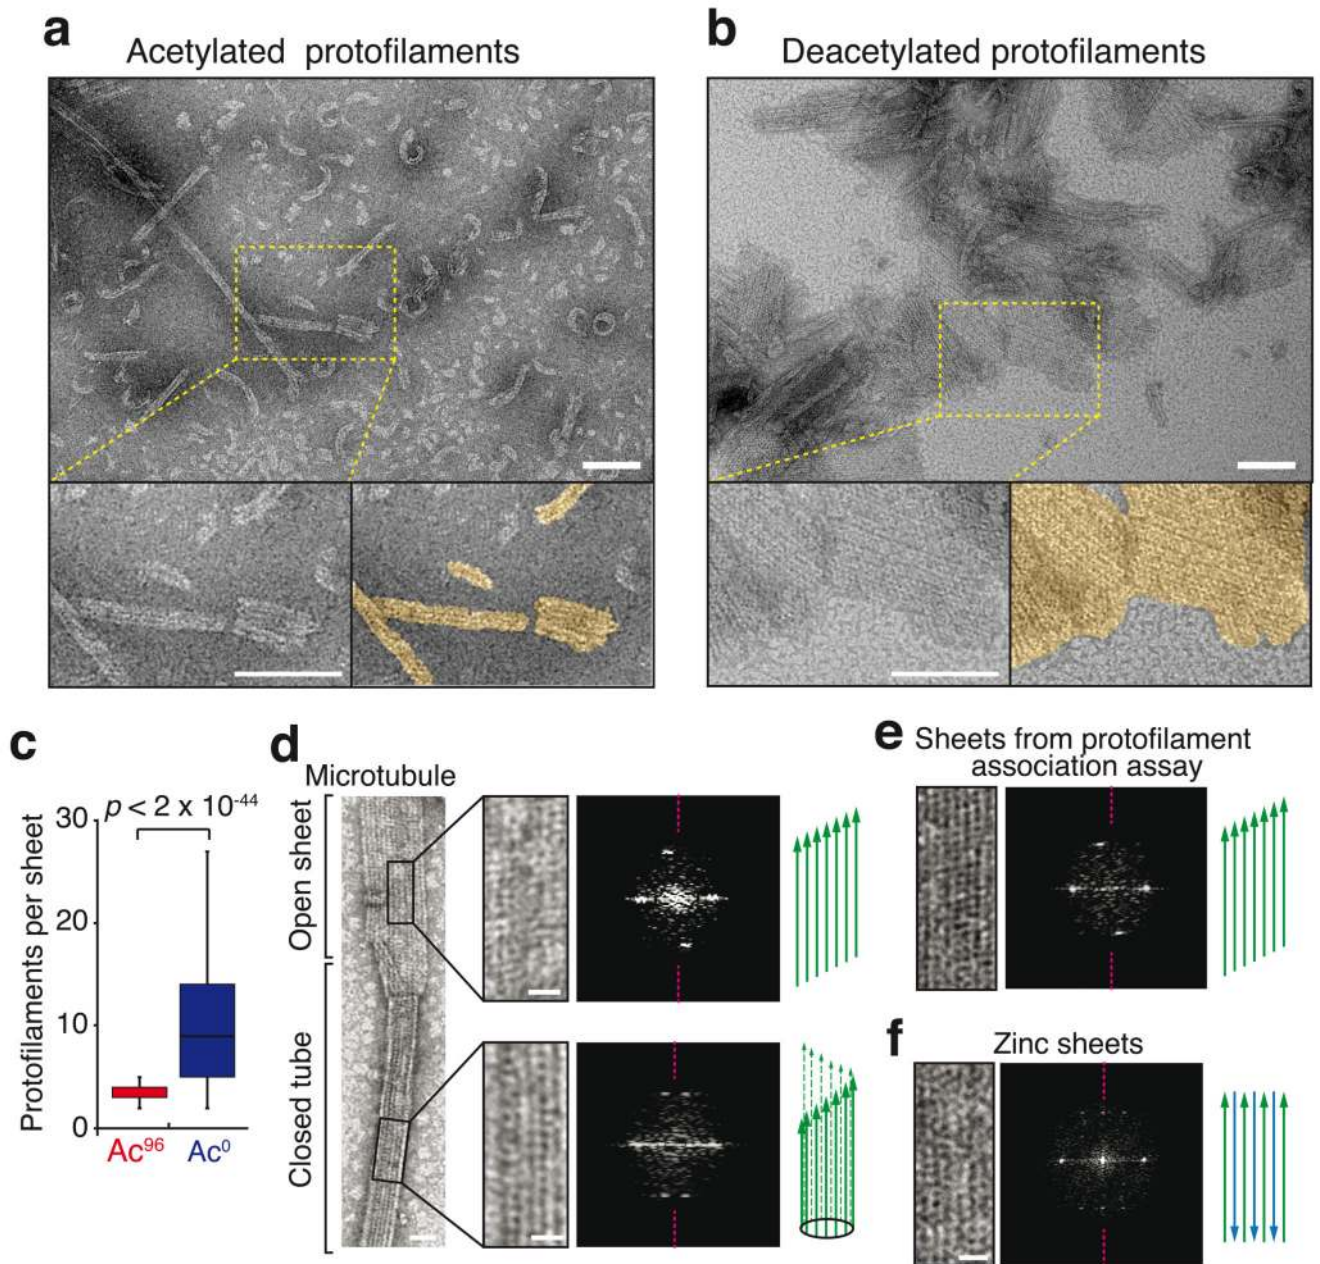 a
Acetylated protofilaments
b
Deacetylated protofilaments
c
p < 2 x 10⁻⁴⁴
Protofilaments per sheet
30
20
10
0
Ac⁹⁶
Ac⁰
d
Microtubule
Open sheet
Closed tube
e
Sheets from protofilament
association assay
f
Zinc sheets